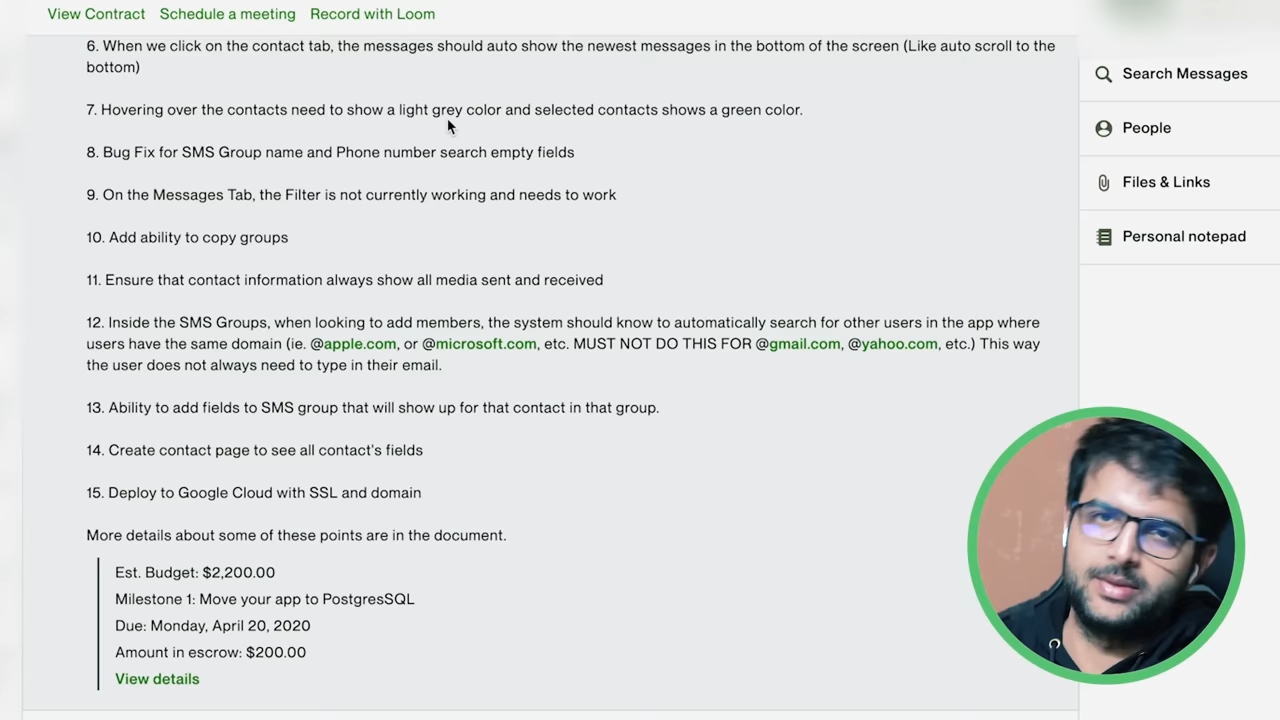 View Contract Schedule a meeting Record with Loom
6. When we click on the contact tab, the messages should auto show the newest messages in the bottom of the screen (Like auto scroll to the
bottom)
7. Hovering over the contacts need to show a light grey color and selected contacts shows a green color.
8. Bug Fix for SMS Group name and Phone number search empty fields
9. On the Messages Tab, the Filter is not currently working and needs to work
10. Add ability to copy groups
11. Ensure that contact information always show all media sent and received
12. Inside the SMS Groups, when looking to add members, the system should know to automatically search for other users in the app where
users have the same domain (ie. @apple.com, or @microsoft.com, etc. MUST NOT DO THIS FOR @gmail.com, @yahoo.com, etc.) This way
the user does not always need to type in their email.
13. Ability to add fields to SMS group that will show up for that contact in that group.
14. Create contact page to see all contact's fields
15. Deploy to Google Cloud with SSL and domain
More details about some of these points are in the document.
Est. Budget: $2,200.00
Milestone 1: Move your app to PostgresSQL
Due: Monday, April 20, 2020
Amount in escrow: $200.00
View details
Search Messages
People
Files & Links
Personal notepad